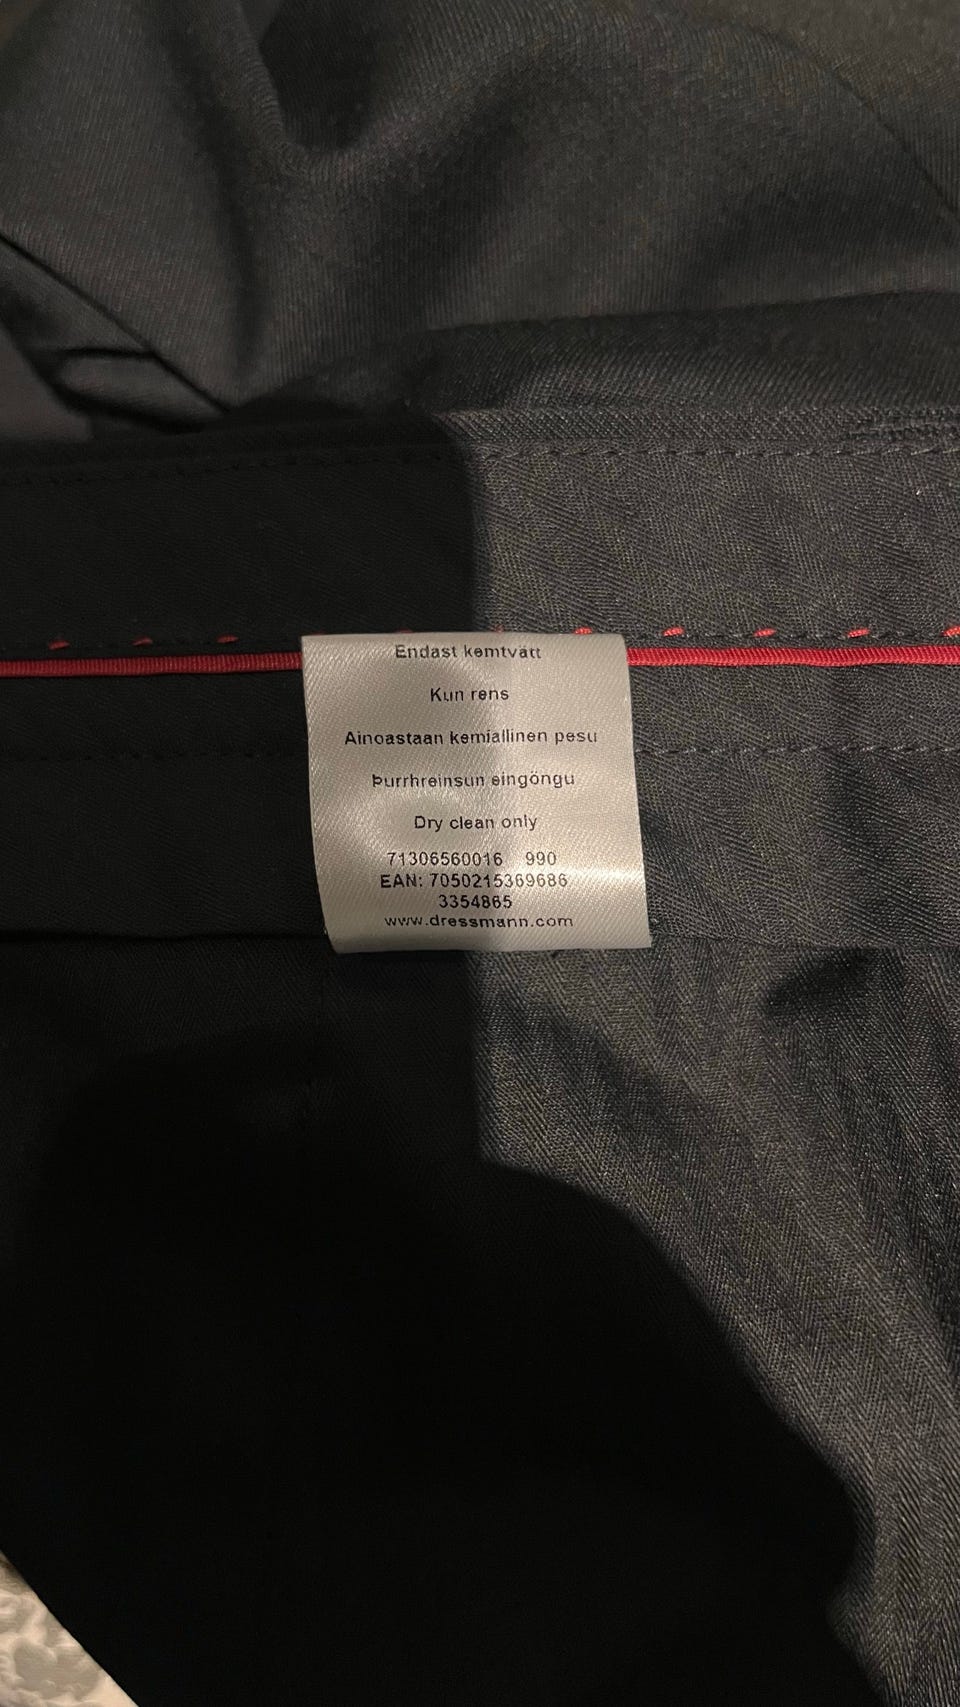 Endast kemtvätt
Kun rens
Ainoastaan kemiallinen pesu
Þurrhreinsun eingöngu
Dry clean only
71306560016 990
EAN: 7050215369686
3354865
www.dressmann.com